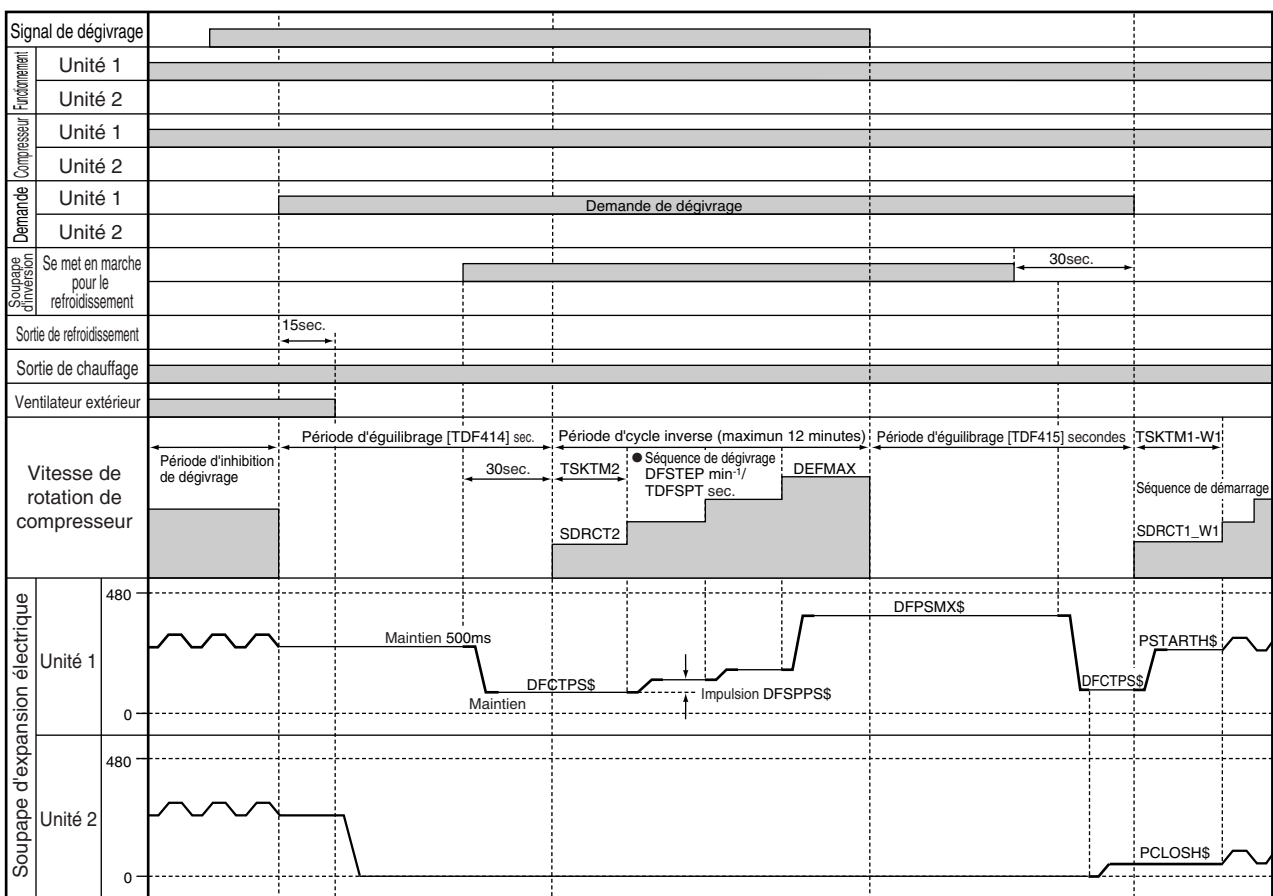 Signal de dégivrage
Fonctionnement
Unité 1
Unité 2
Compresseur
Unité 1
Unité 2
Demande
Unité 1
Demande de dégivrage
Unité 2
Soupape
d'inversion
Se met en marche
pour le
refroidissement
30sec.
Sortie de refroidissement
15sec.
Sortie de chauffage
Ventilateur extérieur
Vitesse de
rotation de
compresseur
Période d'inhibition
de dégivrage
Période d'éguilibrage [TDF414] sec.
30sec.
Période d'cycle inverse (maximun 12 minutes)
TSKTM2
● Séquence de dégivrage
DFSTEP min-1/
TDFSPT sec.
DEFMAX
SDRCT2
Période d'éguilibrage [TDF415] secondes
TSKTM1-W1
Séquence de démarrage
SDRCT1_W1
Soupape d'expansion électrique
Unité 1
480
0
Maintien 500ms
DFCTPS$
Maintien
Impulsion DFSPPS$
DFPSMX$
DFCTPS$
PSTARTH$
Unité 2
480
0
PCLOSH$